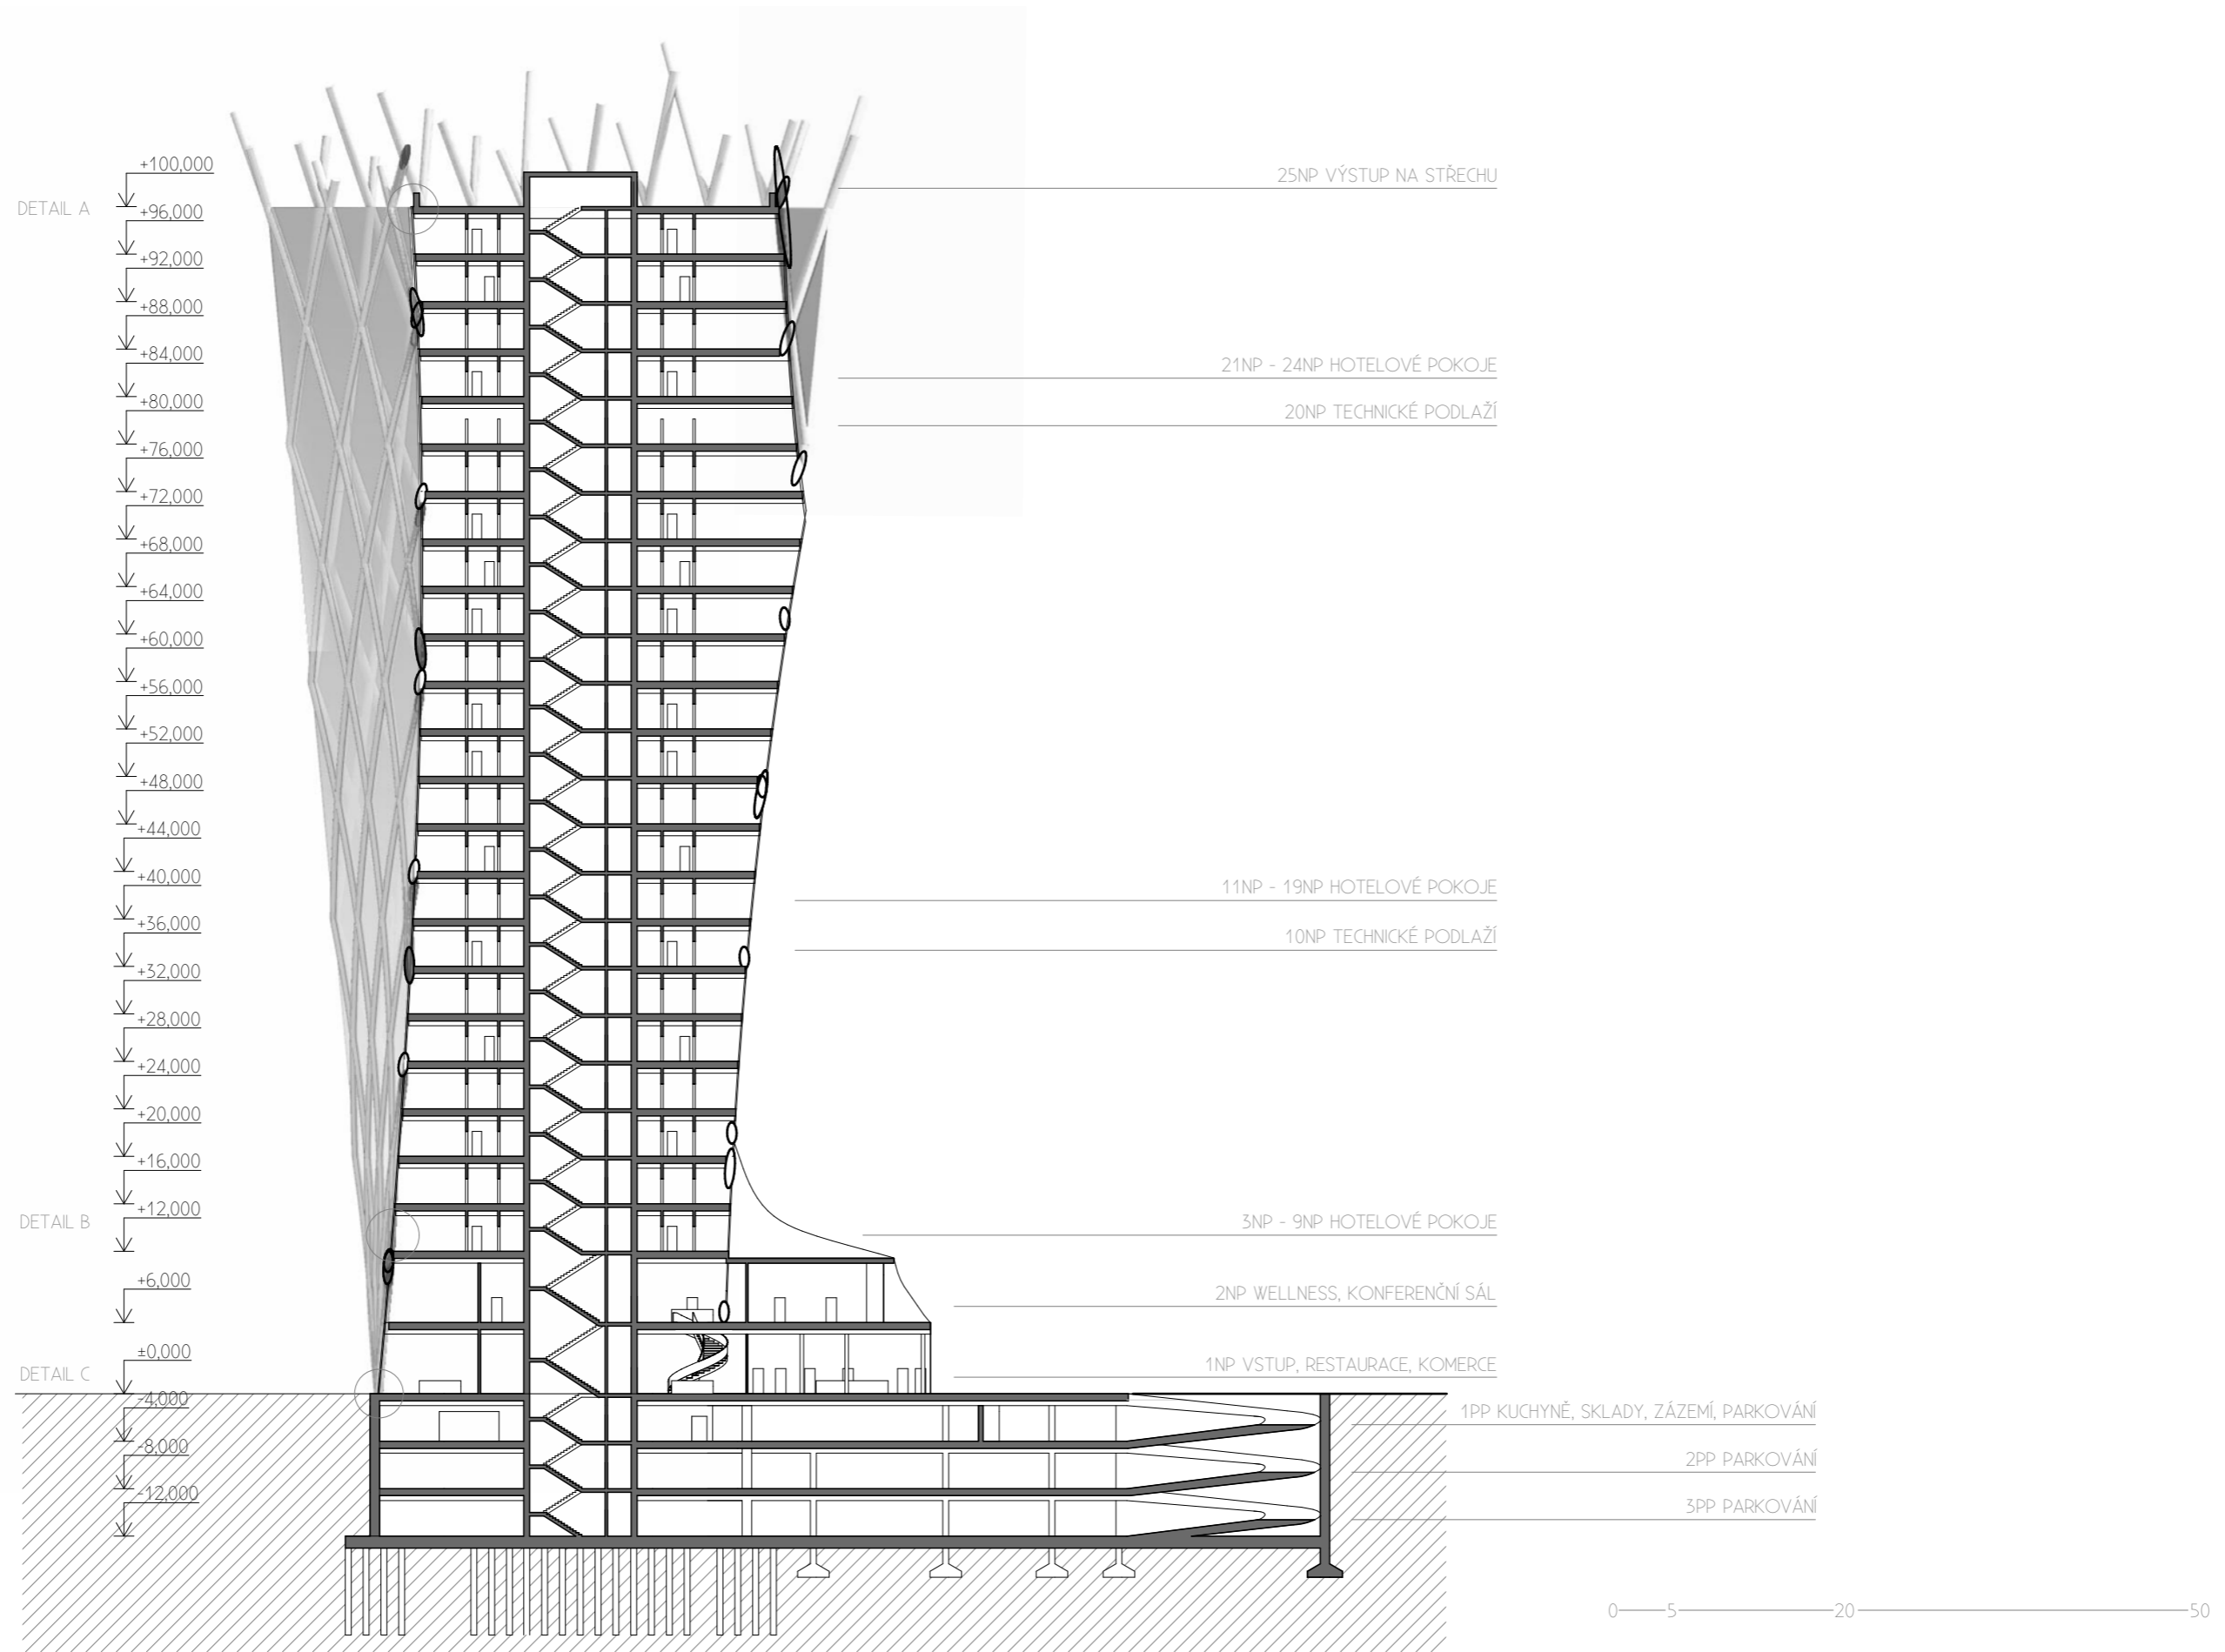 +100,000
25NP VÝSTUP NA STŘECHU
DETAIL A
+96,000
+92,000
+88,000
+84,000
21NP - 24NP HOTELOVÉ POKOJE
+80,000
20NP TECHNICKÉ PODLAŽÍ
+76,000
+72,000
+68,000
+64,000
+60,000
+56,000
+52,000
+48,000
+44,000
+40,000
11NP - 19NP HOTELOVÉ POKOJE
+36,000
10NP TECHNICKÉ PODLAŽÍ
+32,000
+28,000
+24,000
+20,000
+16,000
+12,000
DETAIL B
3NP - 9NP HOTELOVÉ POKOJE
+6,000
2NP WELLNESS, KONFERENČNÍ SÁL
±0,000
1NP VSTUP, RESTAURACE, KOMERCE
DETAIL C
-4,000
1PP KUCHYNĚ, SKLADY, ZÁZEMÍ, PARKOVÁNÍ
-8,000
2PP PARKOVÁNÍ
-12,000
3PP PARKOVÁNÍ
0 5 20 50